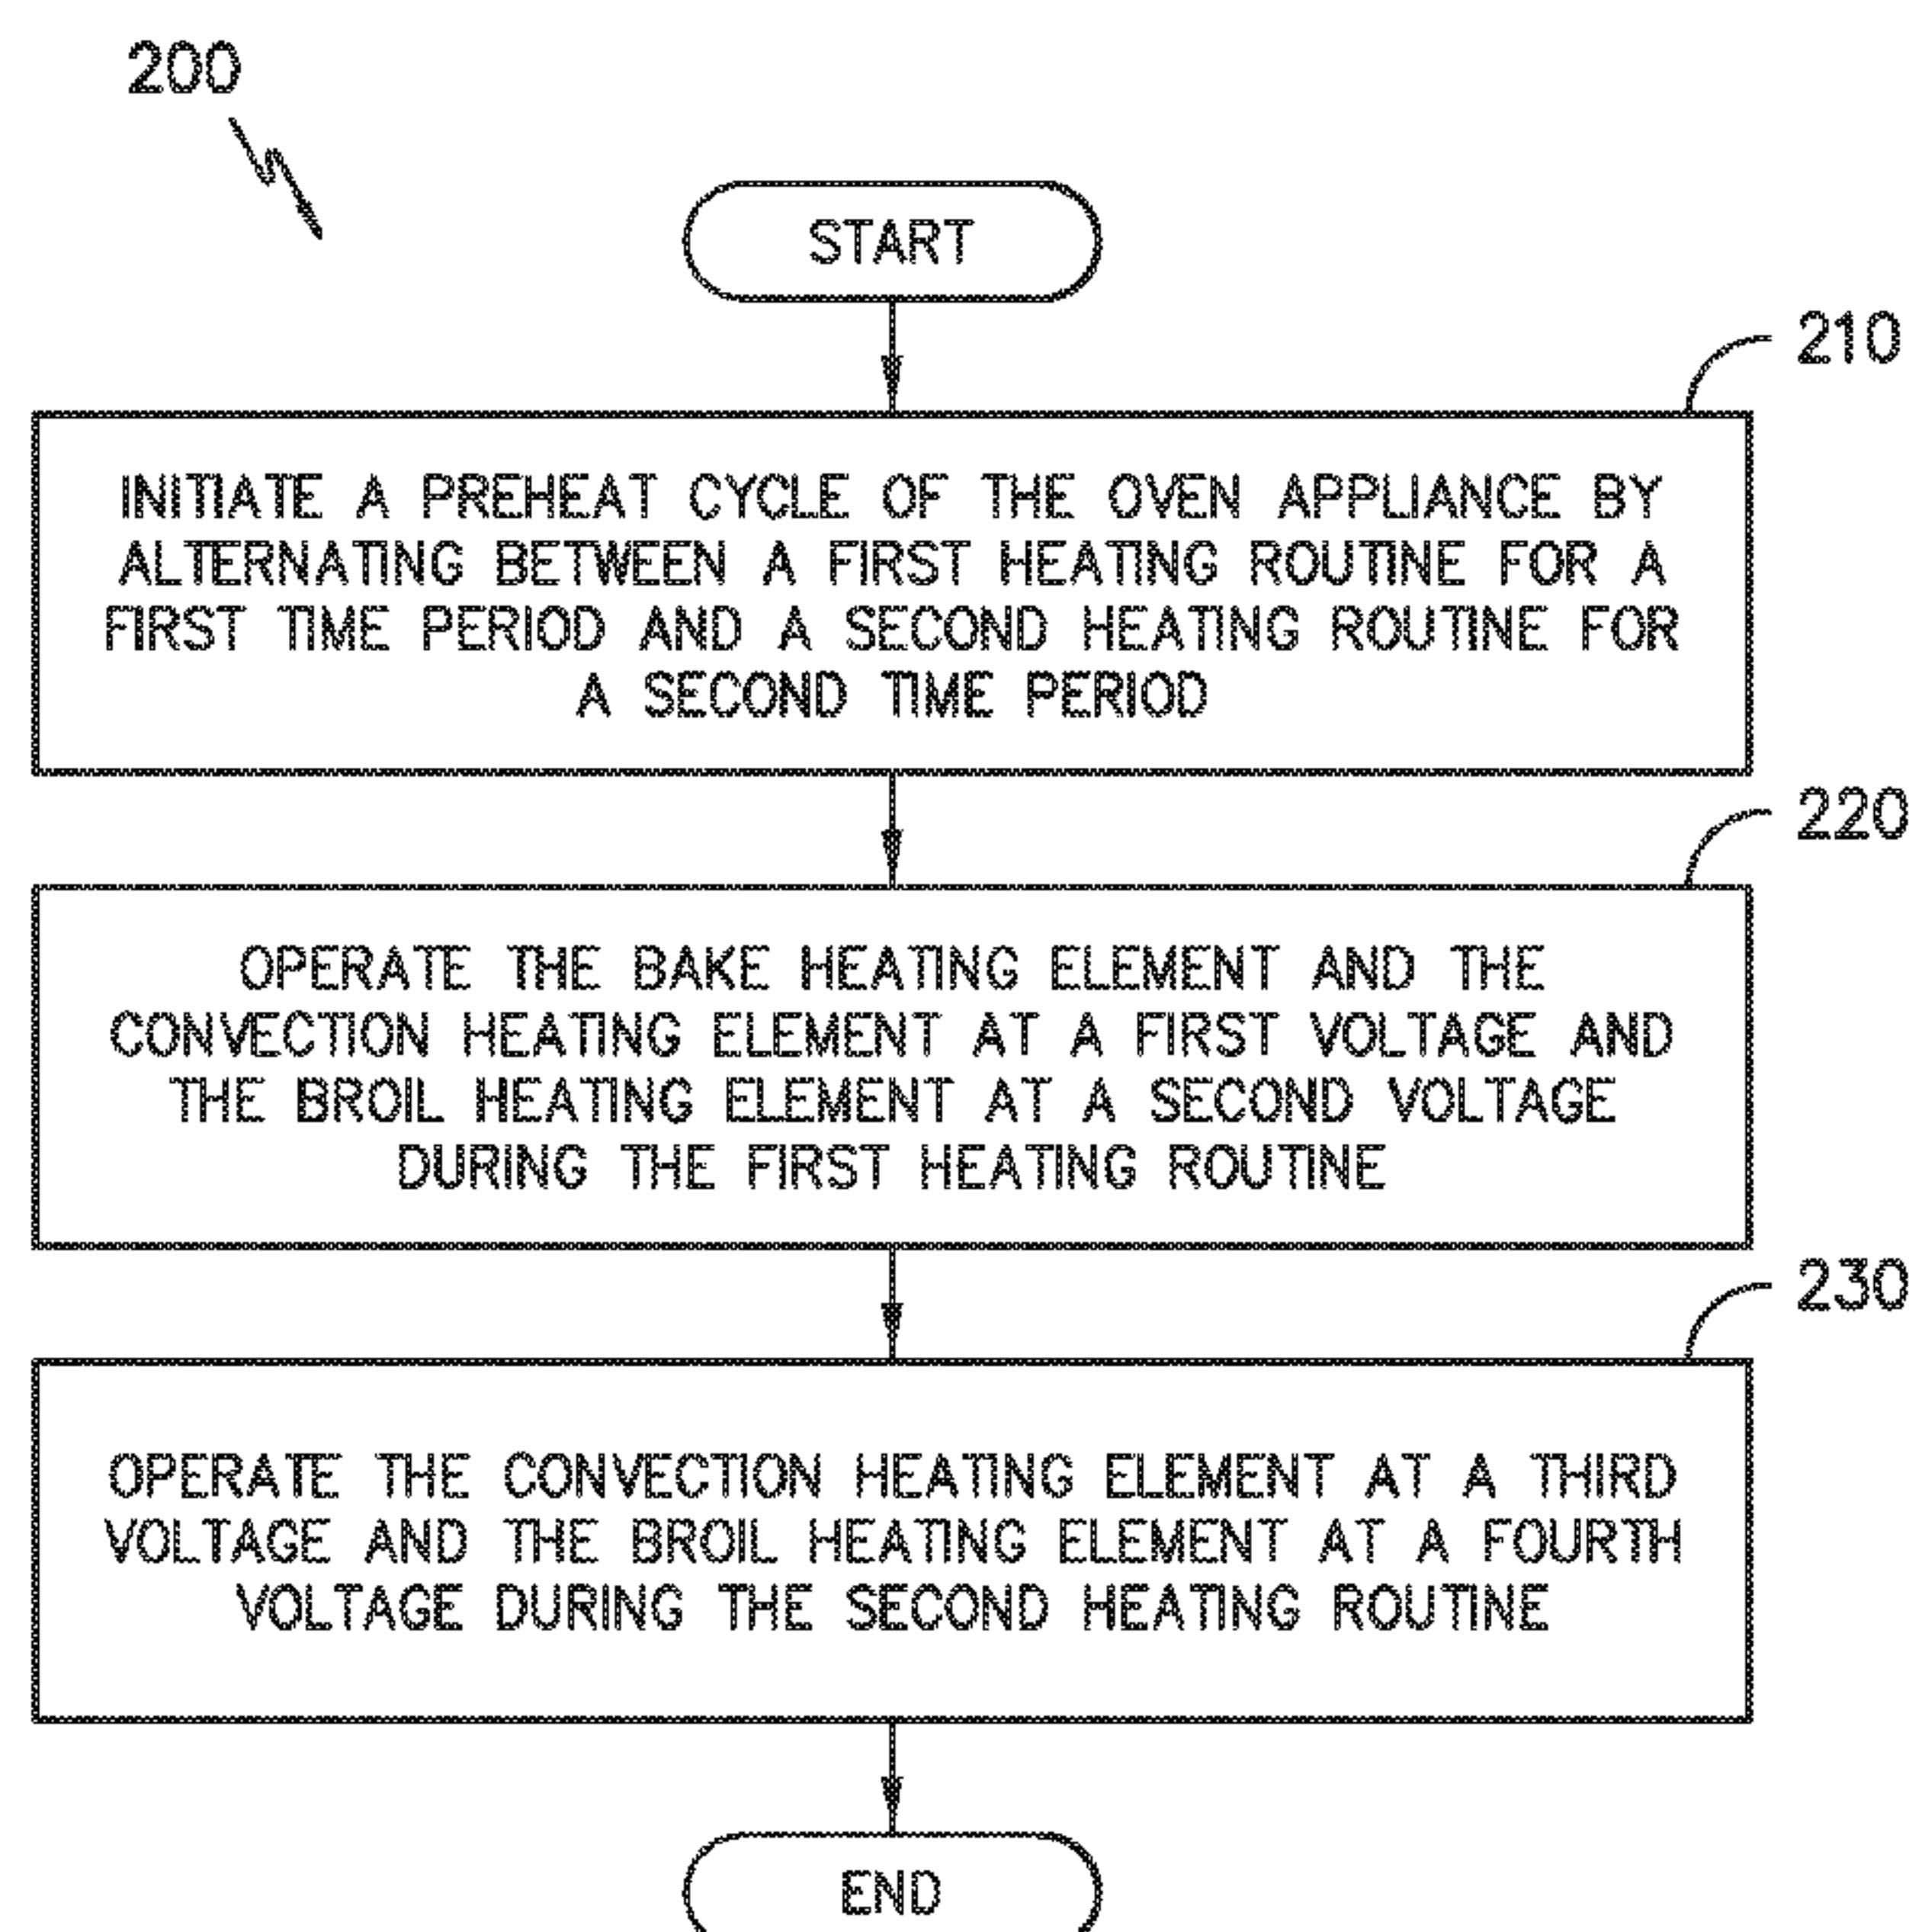 200
START
210
INITIATE A PREHEAT CYCLE OF THE OVEN APPLIANCE BY
ALTERNATING BETWEEN A FIRST HEATING ROUTINE FOR A
FIRST TIME PERIOD AND A SECOND HEATING ROUTINE FOR
A SECOND TIME PERIOD
220
OPERATE THE BAKE HEATING ELEMENT AND THE
CONVECTION HEATING ELEMENT AT A FIRST VOLTAGE AND
THE BROIL HEATING ELEMENT AT A SECOND VOLTAGE
DURING THE FIRST HEATING ROUTINE
230
OPERATE THE CONVECTION HEATING ELEMENT AT A THIRD
VOLTAGE AND THE BROIL HEATING ELEMENT AT A FOURTH
VOLTAGE DURING THE SECOND HEATING ROUTINE
END